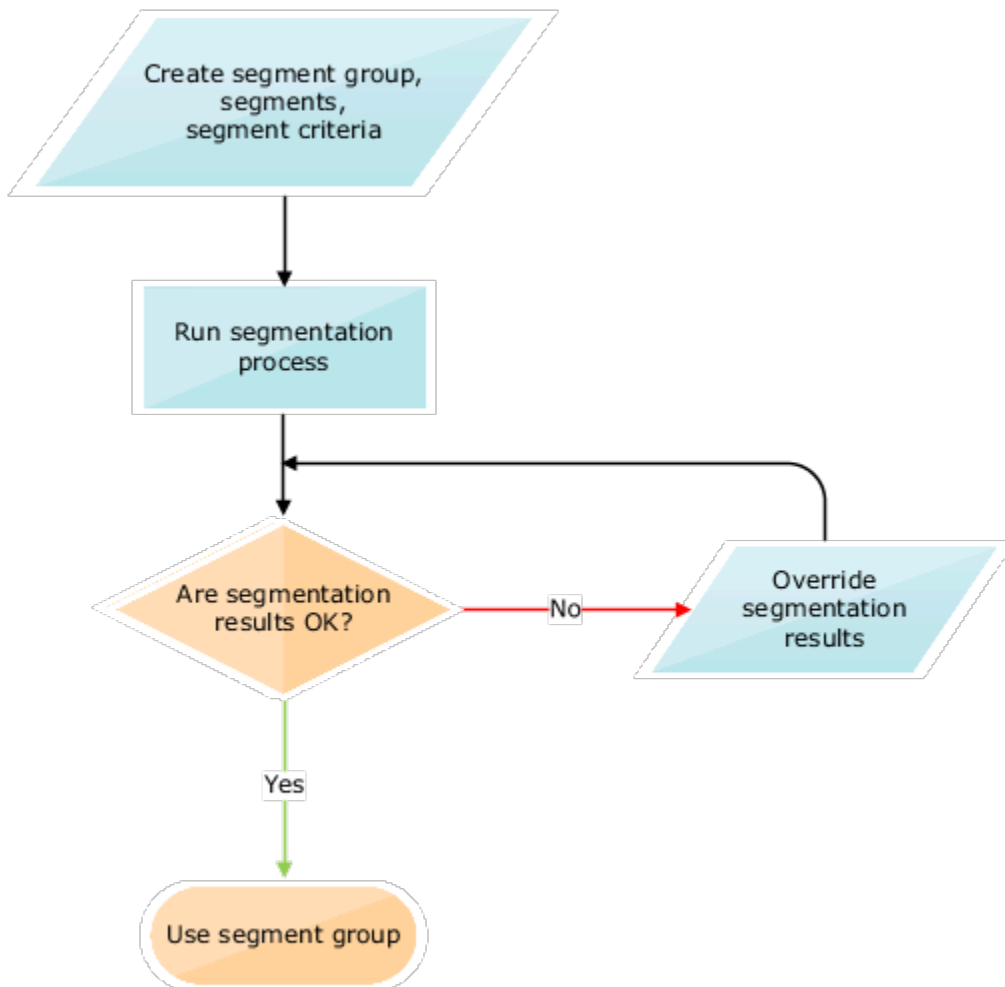 Create segment group,
segments,
segment criteria
Run segmentation
process
Are segmentation
results OK?
No
Override
segmentation
results
Yes
Use segment group